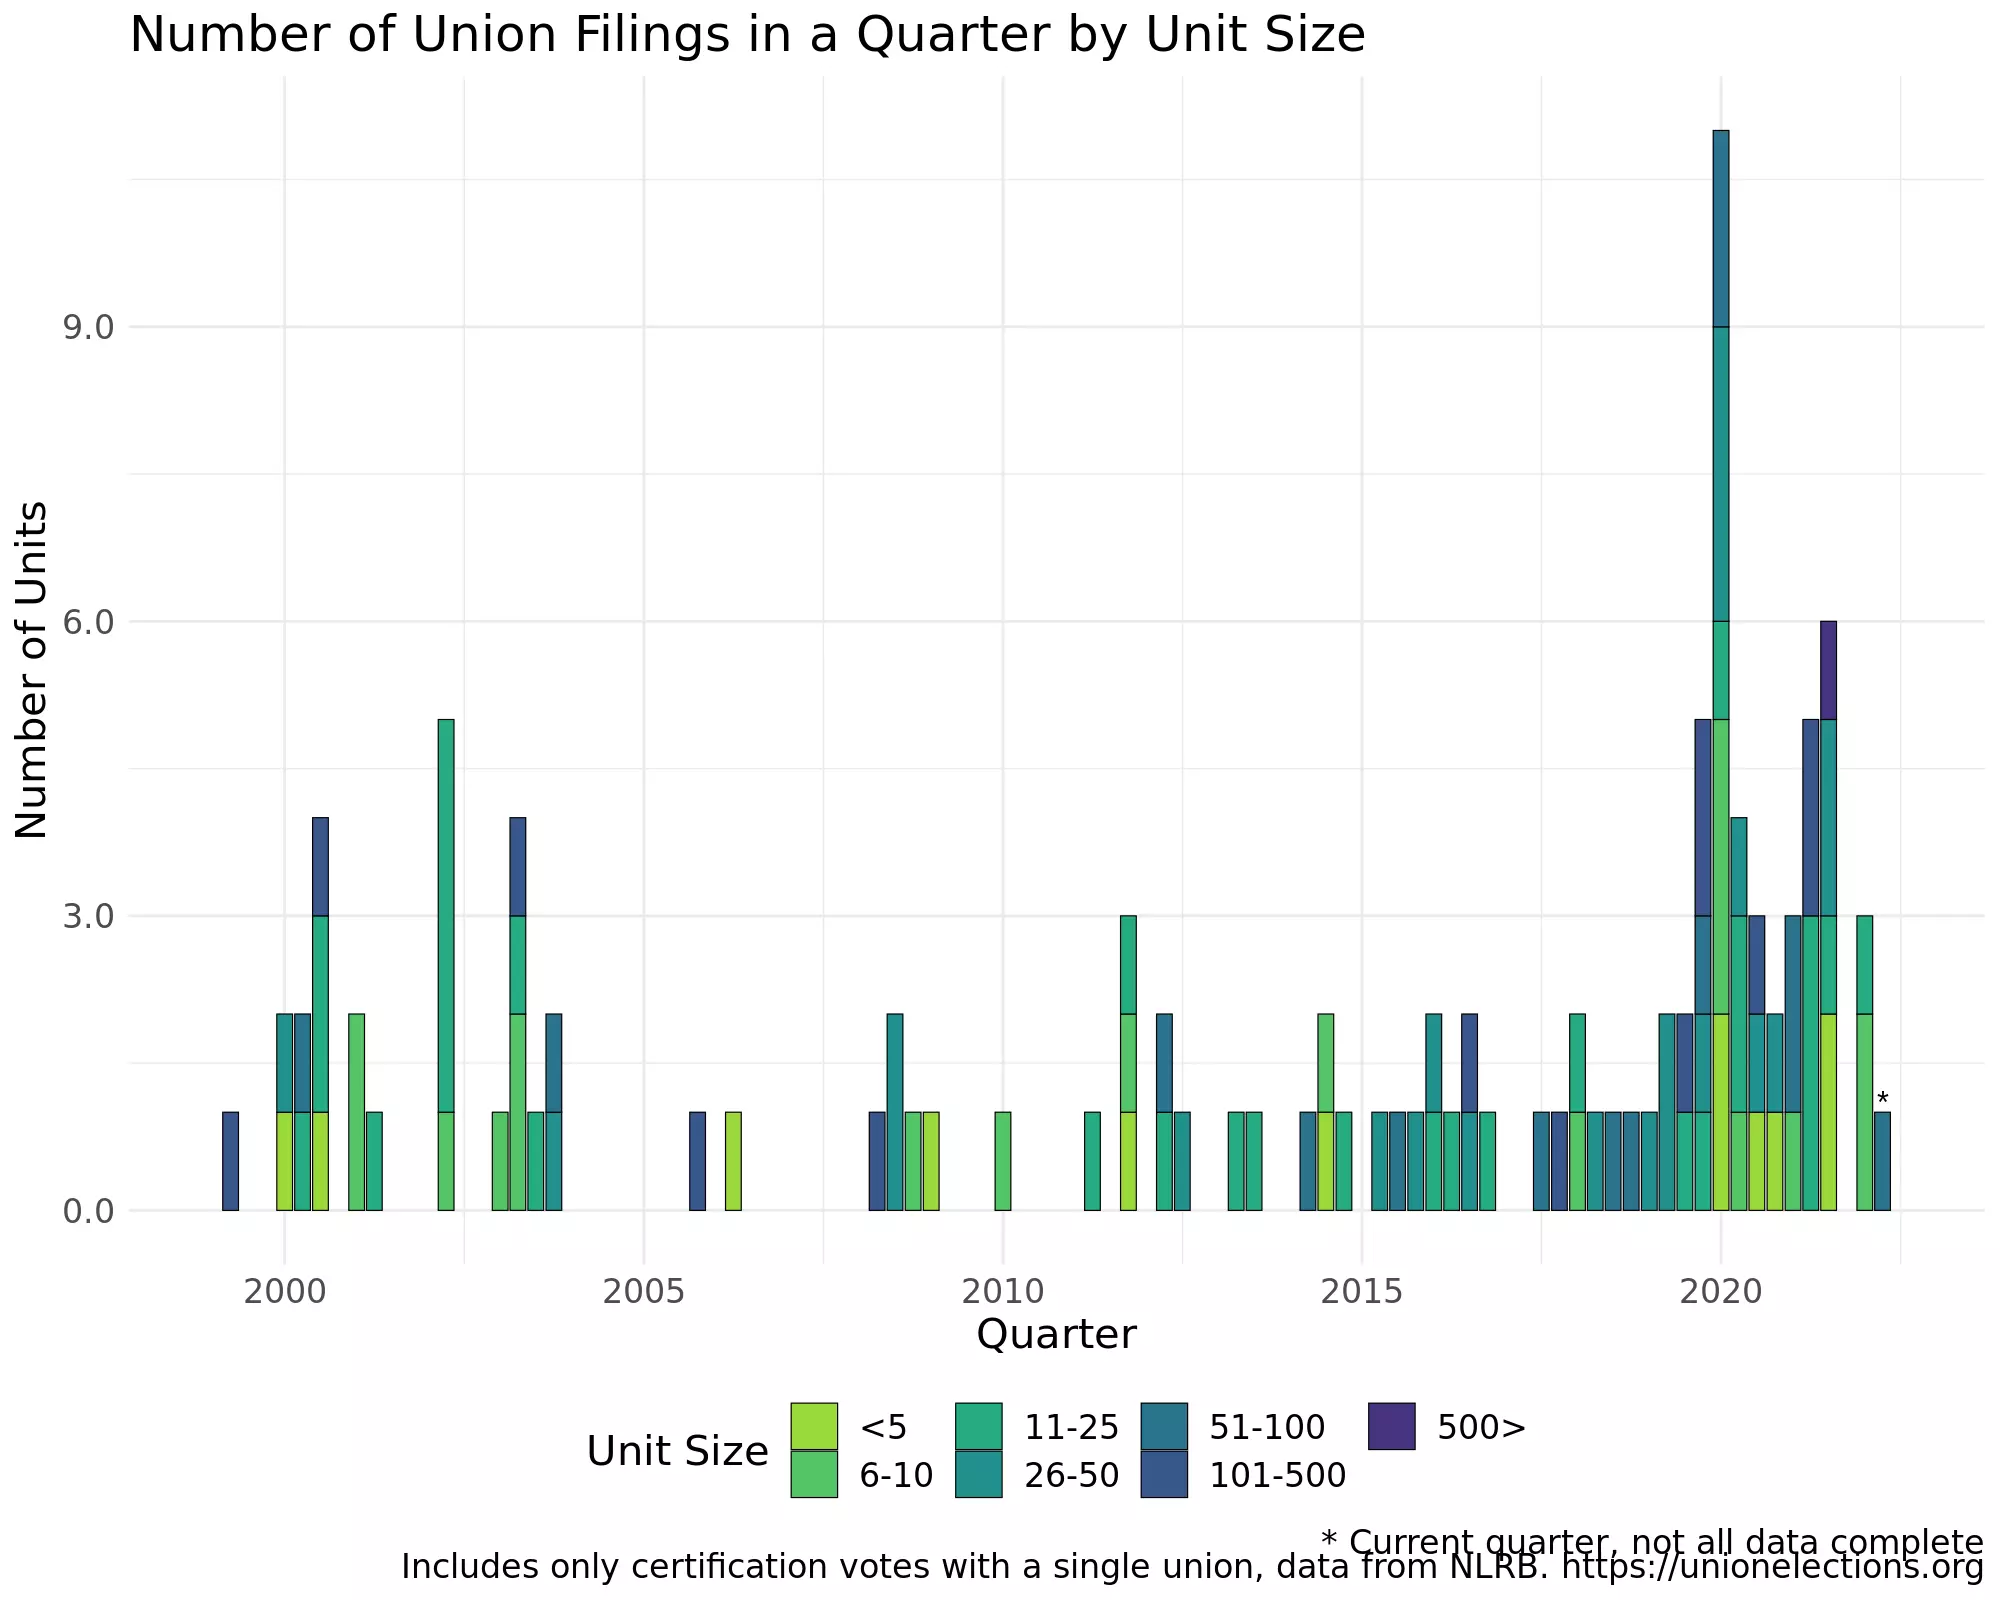 Number of Union Filings in a Quarter by Unit Size
Number of Units
9.0
6.0
3.0
0.0
*
2000 2005 2010 2015 2020
Quarter
Unit Size
<5 11-25 51-100 500>
6-10 26-50 101-500
* Current quarter, not all data complete
Includes only certification votes with a single union, data from NLRB. https://unionelections.org